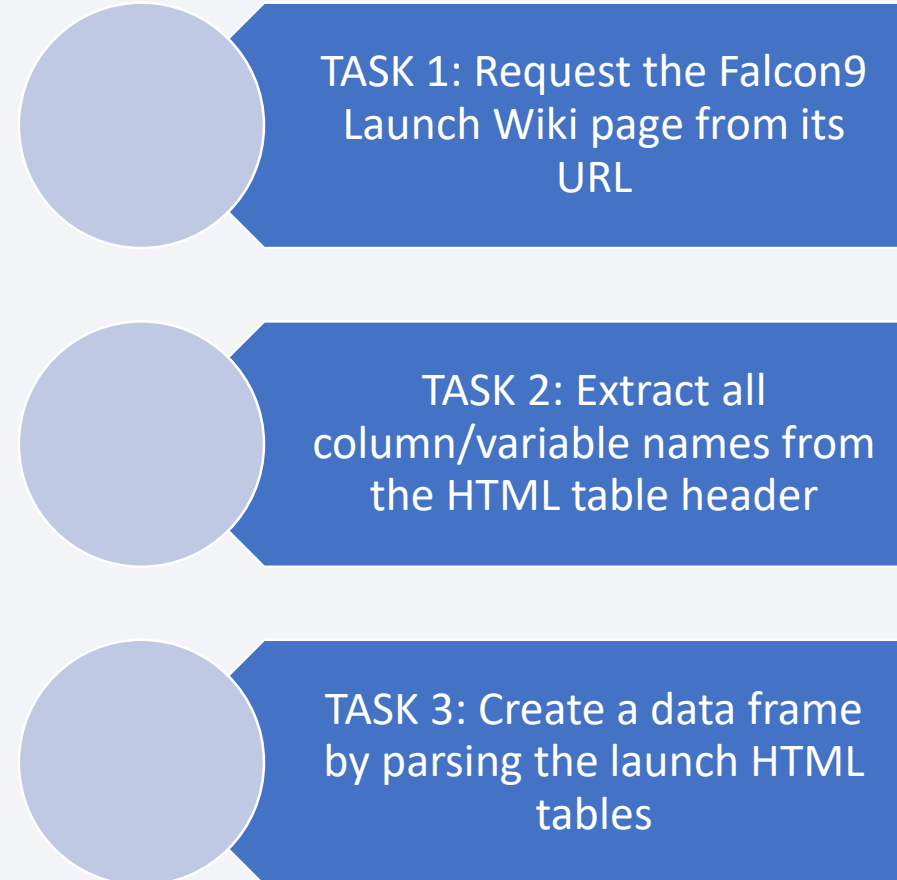 TASK 1: Request the Falcon9
Launch Wiki page from its
URL
TASK 2: Extract all
column/variable names from
the HTML table header
TASK 3: Create a data frame
by parsing the launch HTML
tables